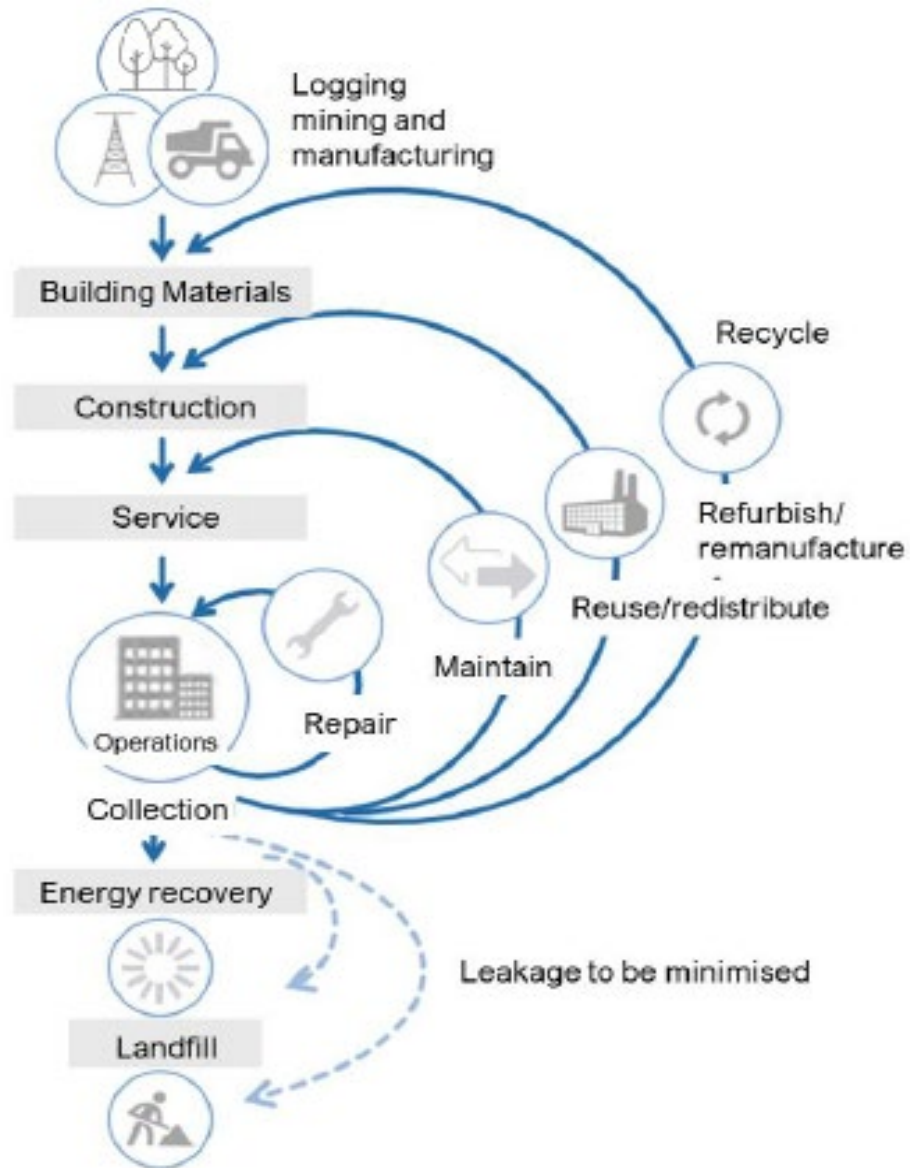 Logging
mining and
manufacturing
Building Materials
Recycle
Construction
Service
Refurbish/
remanufacture
-
Reuse/redistribute
Maintain
Repair
Operations
Collection
Energy recovery
Leakage to be minimised
Landfill